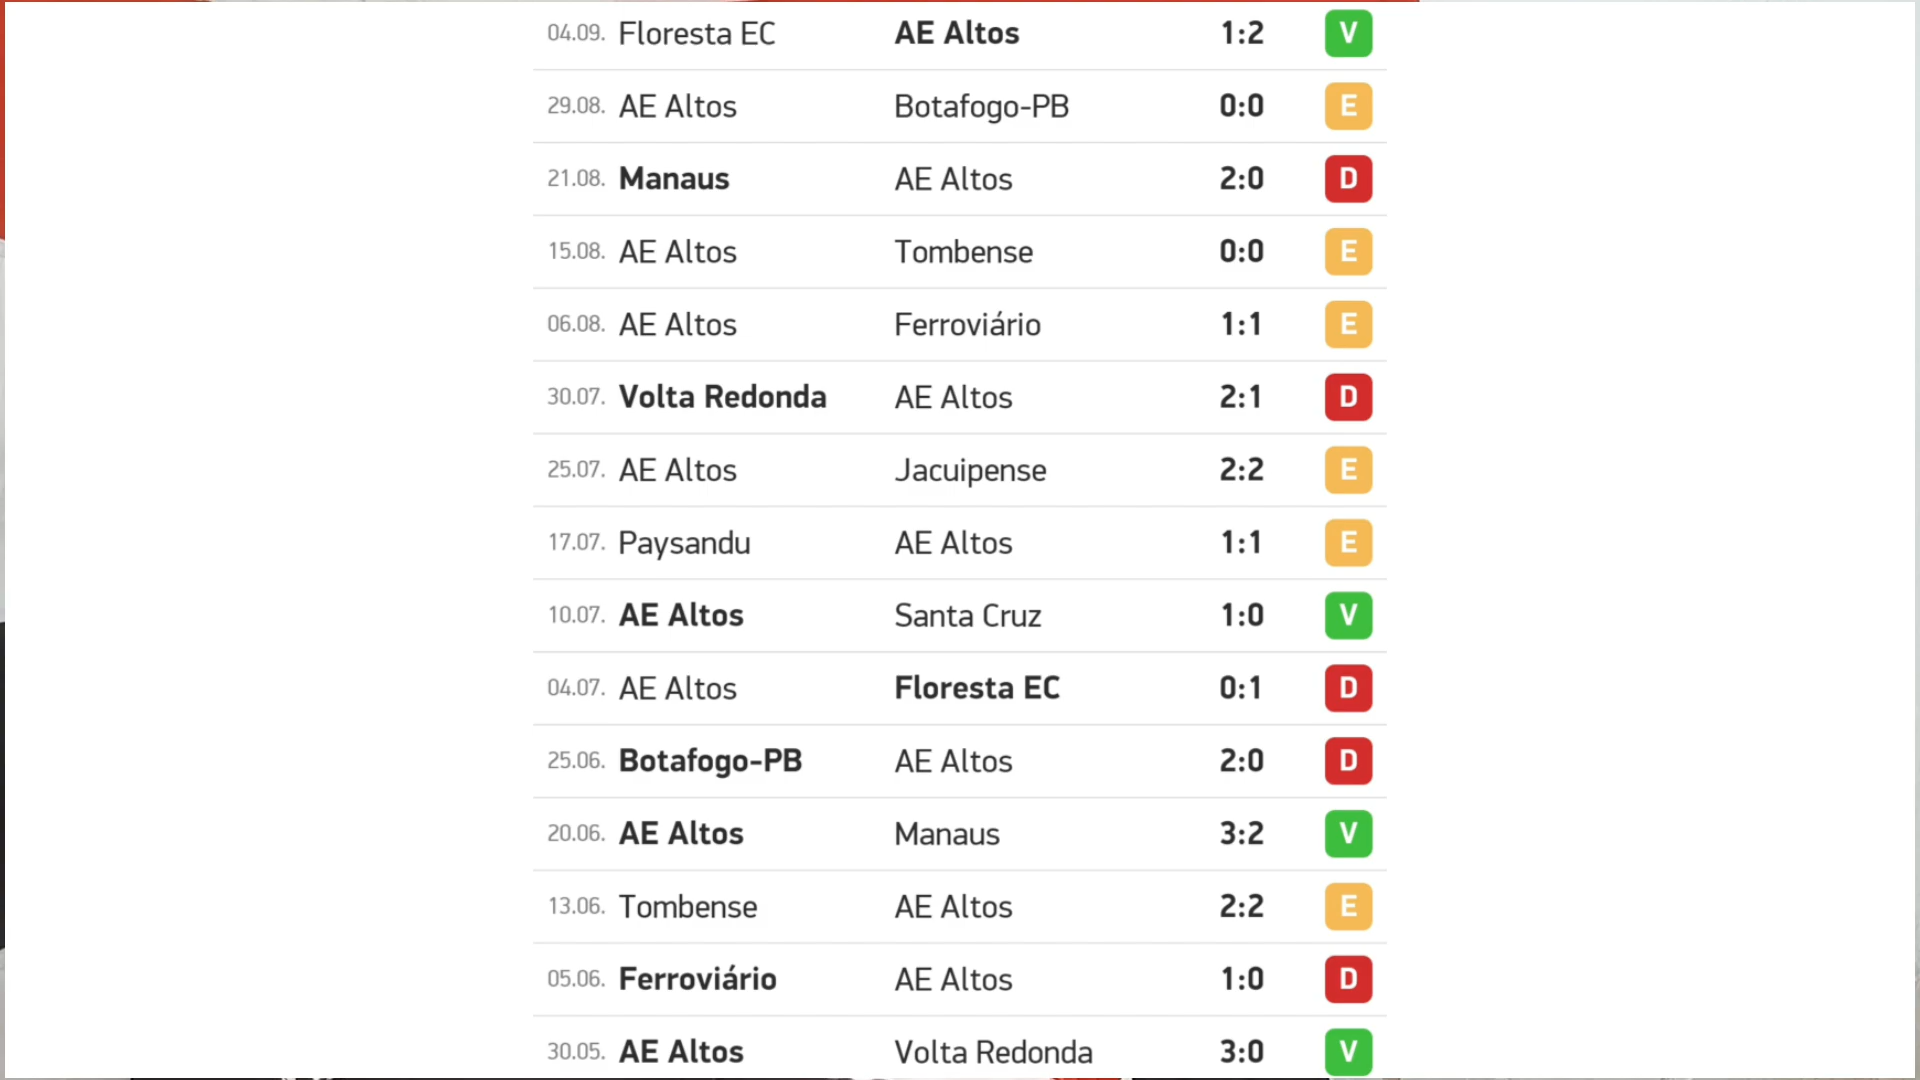 04.09. Floresta EC AE Altos 1:2 V
29.08. AE Altos Botafogo-PB 0:0 E
21.08. Manaus AE Altos 2:0 D
15.08. AE Altos Tombense 0:0 E
06.08. AE Altos Ferroviário 1:1 E
30.07. Volta Redonda AE Altos 2:1 D
25.07. AE Altos Jacuipense 2:2 E
17.07. Paysandu AE Altos 1:1 E
10.07. AE Altos Santa Cruz 1:0 V
04.07. AE Altos Floresta EC 0:1 D
25.06. Botafogo-PB AE Altos 2:0 D
20.06. AE Altos Manaus 3:2 V
13.06. Tombense AE Altos 2:2 E
05.06. Ferroviário AE Altos 1:0 D
30.05. AE Altos Volta Redonda 3:0 V